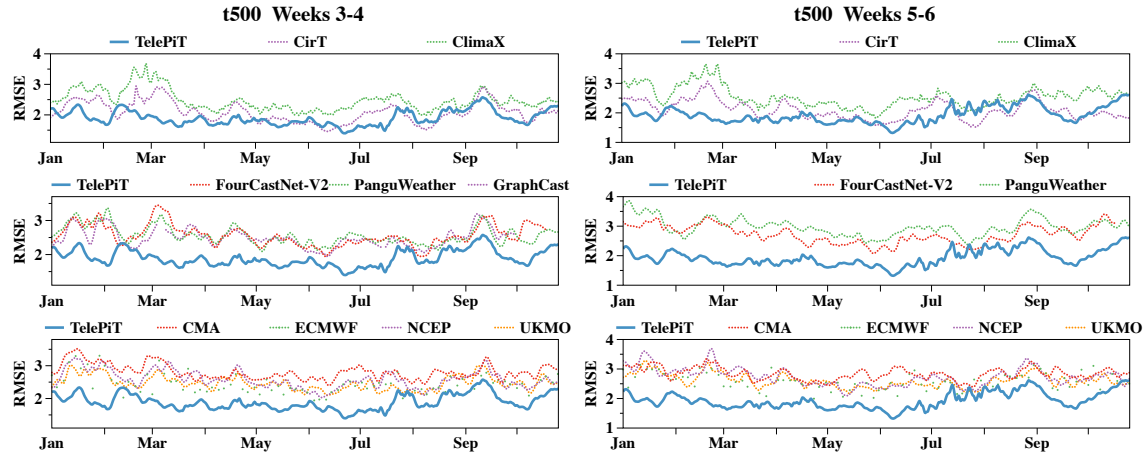 t500 Weeks 3-4
TelePiT CirT ClimaX
RMSE
4
3
2
Jan Mar May Jul Sep
TelePiT FourCastNet-V2 PanguWeather GraphCast
RMSE
3
2
Jan Mar May Jul Sep
TelePiT CMA ECMWF NCEP UKMO
RMSE
3
2
Jan Mar May Jul Sep
t500 Weeks 5-6
TelePiT CirT ClimaX
RMSE
4
3
2
1
Jan Mar May Jul Sep
TelePiT FourCastNet-V2 PanguWeather
RMSE
4
3
2
1
Jan Mar May Jul Sep
TelePiT CMA ECMWF NCEP UKMO
RMSE
4
3
2
1
Jan Mar May Jul Sep